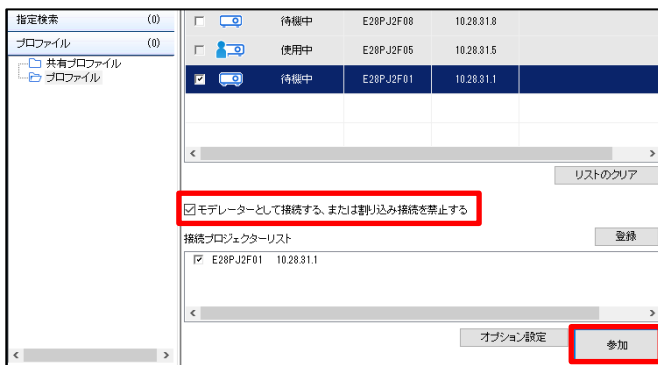 指定検索 (0)
プロファイル (0)
共有プロファイル
プロファイル
待機中 E28PJ2F08 10.28.31.8
使用中 E28PJ2F05 10.28.31.5
待機中 E28PJ2F01 10.28.31.1
リストのクリア
モデレーターとして接続する、または割り込み接続を禁止する
接続プロジェクターリスト
登録
E28PJ2F01 10.28.31.1
オプション設定
参加